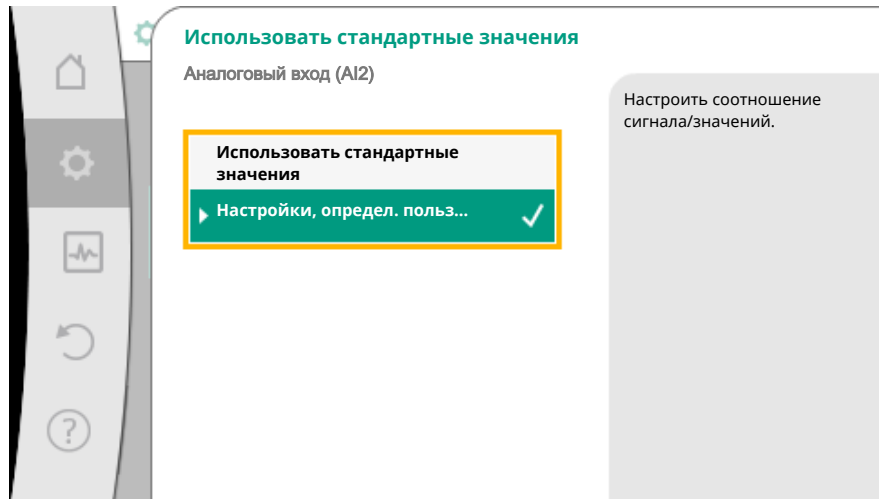 Использовать стандартные значения
Аналоговый вход (AI2)
Настроить соотношение
сигнала/значений.
Использовать стандартные
значения
Настройки, определ. польз...
?